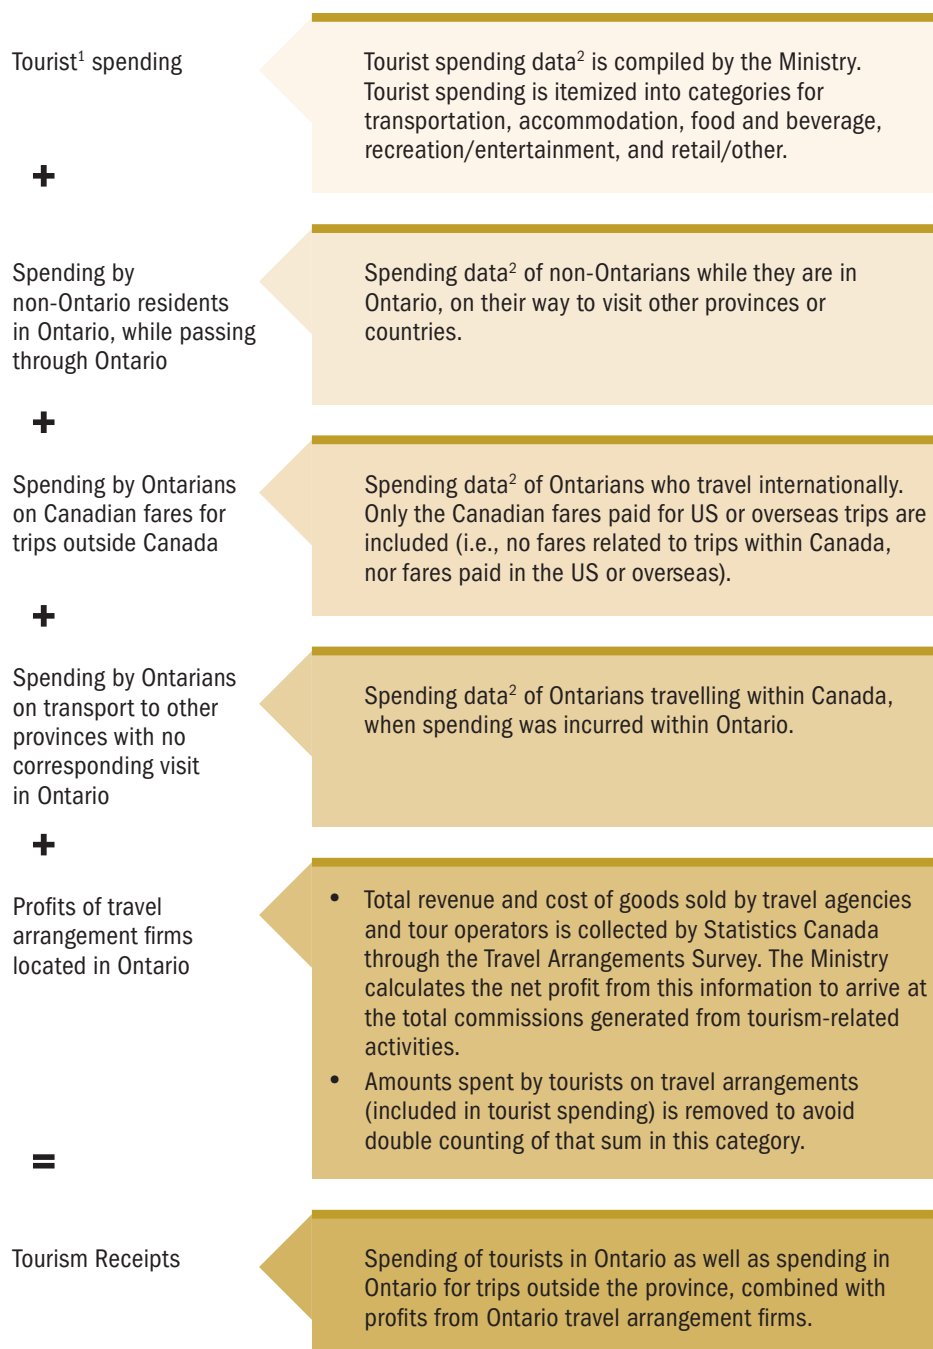 Tourist¹ spending
Tourist spending data² is compiled by the Ministry.
Tourist spending is itemized into categories for
transportation, accommodation, food and beverage,
recreation/entertainment, and retail/other.
+
Spending by
non-Ontario residents
in Ontario, while passing
through Ontario
Spending data² of non-Ontarians while they are in
Ontario, on their way to visit other provinces or
countries.
+
Spending by Ontarians
on Canadian fares for
trips outside Canada
Spending data² of Ontarians who travel internationally.
Only the Canadian fares paid for US or overseas trips are
included (i.e., no fares related to trips within Canada,
nor fares paid in the US or overseas).
+
Spending by Ontarians
on transport to other
provinces with no
corresponding visit
in Ontario
Spending data² of Ontarians travelling within Canada,
when spending was incurred within Ontario.
+
Profits of travel
arrangement firms
located in Ontario
• Total revenue and cost of goods sold by travel agencies
and tour operators is collected by Statistics Canada
through the Travel Arrangements Survey. The Ministry
calculates the net profit from this information to arrive at
the total commissions generated from tourism-related
activities.
• Amounts spent by tourists on travel arrangements
(included in tourist spending) is removed to avoid
double counting of that sum in this category.
=
Tourism Receipts
Spending of tourists in Ontario as well as spending in
Ontario for trips outside the province, combined with
profits from Ontario travel arrangement firms.